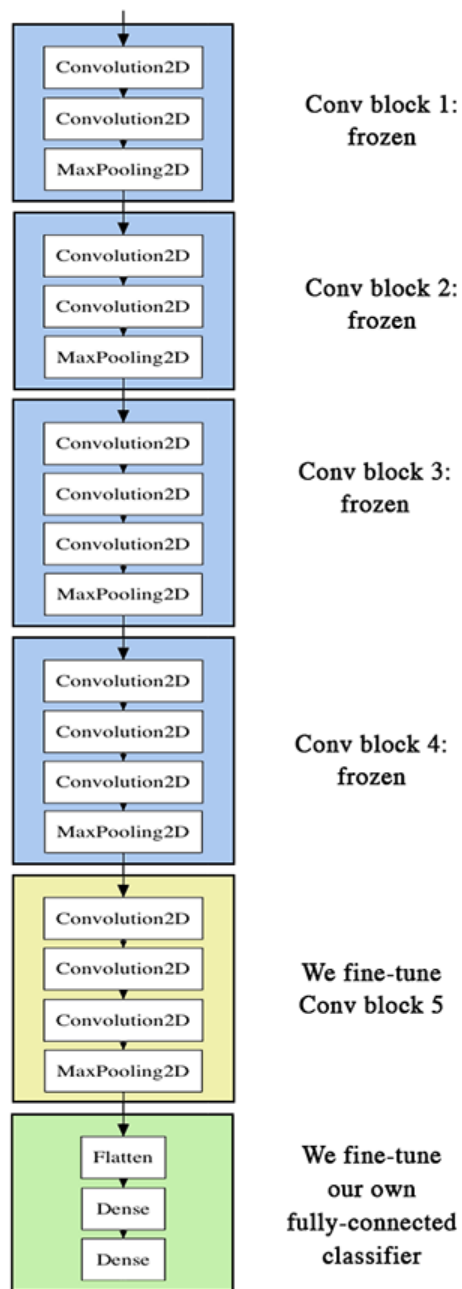 Convolution2D
Convolution2D
MaxPooling2D
Conv block 1:
frozen
Convolution2D
Convolution2D
MaxPooling2D
Conv block 2:
frozen
Convolution2D
Convolution2D
Convolution2D
MaxPooling2D
Conv block 3:
frozen
Convolution2D
Convolution2D
Convolution2D
MaxPooling2D
Conv block 4:
frozen
Convolution2D
Convolution2D
Convolution2D
MaxPooling2D
We fine-tune
Conv block 5
Flatten
Dense
Dense
We fine-tune
our own
fully-connected
classifier